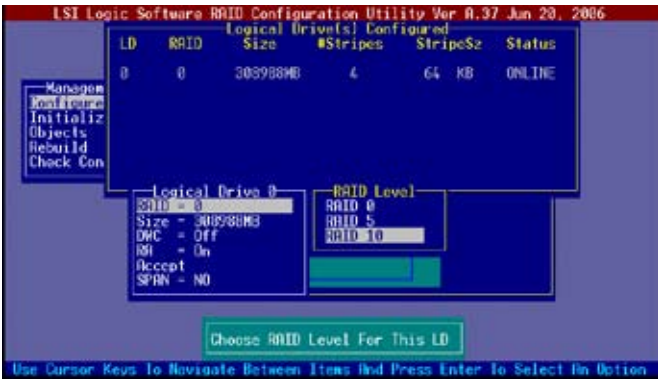 LSI Logic Software RAID Configuration Utility Ver A.37 Jun 20, 2006
Logical Drive(s) Configured
LD RAID Size #Stripes StripeSz Status
0 0 308988MB 4 64 KB ONLINE
Managem
Configure
Initializ
Objects
Rebuild
Check Con
Logical Drive 0
RAID = 0
Size = 308988MB
DWC = Off
RA = On
Accept
SPAN = NO
RAID Level
RAID 0
RAID 5
RAID 10
Choose RAID Level For This LD
Use Cursor Keys To Navigate Between Items And Press Enter To Select An Option